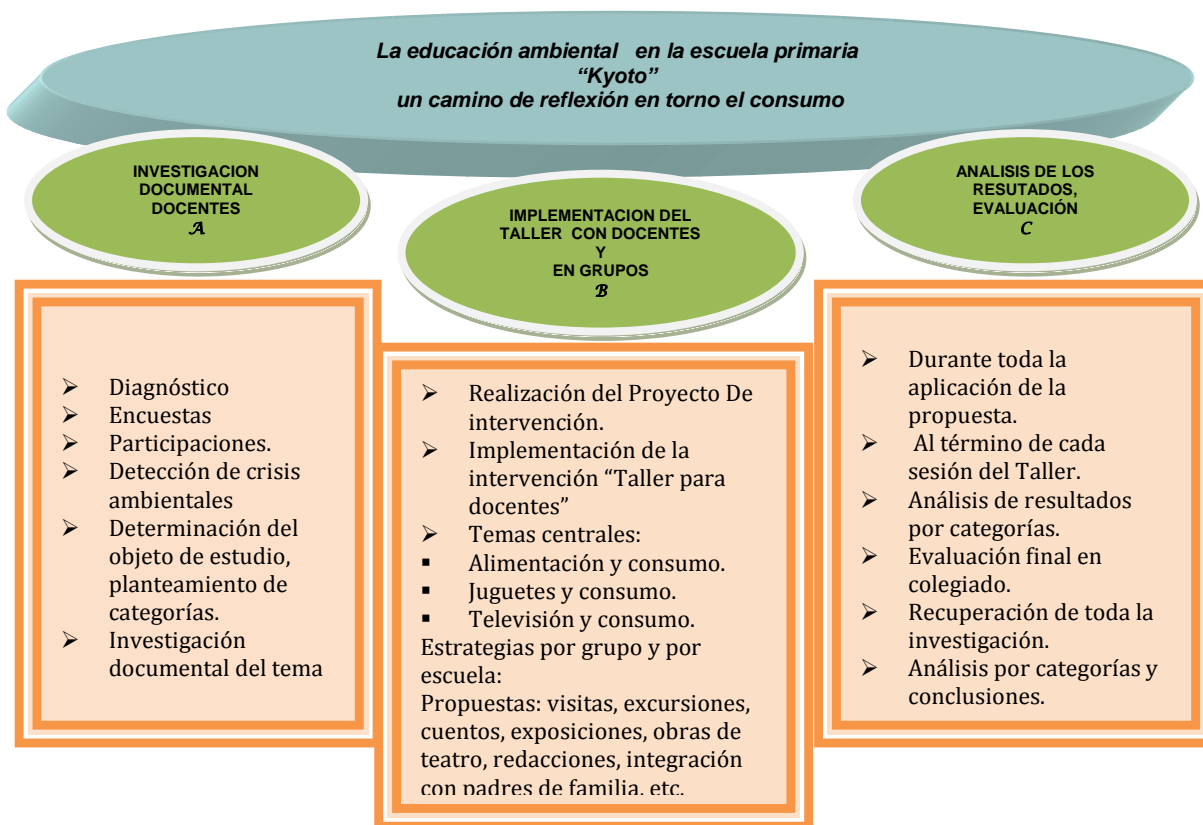 La educación ambiental en la escuela primaria
“Kyoto”
un camino de reflexión en torno el consumo
INVESTIGACION
DOCUMENTAL
DOCENTES
A
IMPLEMENTACION DEL
TALLER CON DOCENTES
Y
EN GRUPOS
B
ANALISIS DE LOS
RESUTADOS,
EVALUACIÓN
C
➢ Diagnóstico
➢ Encuestas
➢ Participaciones.
➢ Detección de crisis
ambientales
➢ Determinación del
objeto de estudio,
planteamiento de
categorías.
➢ Investigación
documental del tema
➢ Realización del Proyecto De
intervención.
➢ Implementación de la
intervención “Taller para
docentes”
➢ Temas centrales:
▪ Alimentación y consumo.
▪ Juguetes y consumo.
▪ Televisión y consumo.
Estrategias por grupo y por
escuela:
Propuestas: visitas, excursiones,
cuentos, exposiciones, obras de
teatro, redacciones, integración
con padres de familia, etc.
➢ Durante toda la
aplicación de la
propuesta.
➢ Al término de cada
sesión del Taller.
➢ Análisis de resultados
por categorías.
➢ Evaluación final en
colegiado.
➢ Recuperación de toda la
investigación.
➢ Análisis por categorías y
conclusiones.